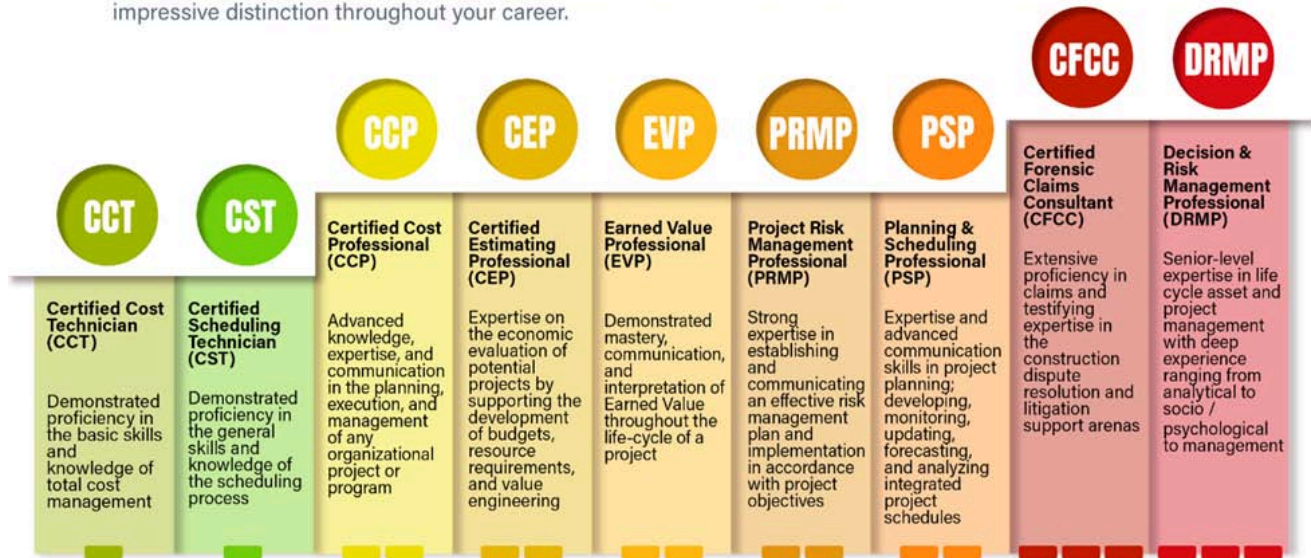 impressive distinction throughout your career.
CCT
Certified Cost
Technician
(CCT)
Demonstrated
proficiency in
the basic skills
and
knowledge of
total cost
management
CST
Certified
Scheduling
Technician
(CST)
Demonstrated
proficiency in
the general
skills and
knowledge of
the scheduling
process
CCP
Certified Cost
Professional
(CCP)
Advanced
knowledge,
expertise, and
communication
in the planning,
execution, and
management
of any
organizational
project or
program
CEP
Certified
Estimating
Professional
(CEP)
Expertise on
the economic
evaluation of
potential
projects by
supporting the
development
of budgets,
resource
requirements,
and value
engineering
EVP
Earned Value
Professional
(EVP)
Demonstrated
mastery,
communication,
and
interpretation of
Earned Value
throughout the
life-cycle of a
project
PRMP
Project Risk
Management
Professional
(PRMP)
Strong
expertise in
establishing
and
communicating
an effective risk
management
plan and
implementation
in accordance
with project
objectives
PSP
Planning &
Scheduling
Professional
(PSP)
Expertise and
advanced
communication
skills in project
planning;
developing,
monitoring,
updating,
forecasting,
and analyzing
integrated
project
schedules
CFCC
Certified
Forensic
Claims
Consultant
(CFCC)
Extensive
proficiency in
claims and
testifying
expertise in
the
construction
dispute
resolution and
litigation
support arenas
DRMP
Decision &
Risk
Management
Professional
(DRMP)
Senior-level
expertise in life
cycle asset and
project
management
with deep
experience
ranging from
analytical to
socio /
psychological
to management